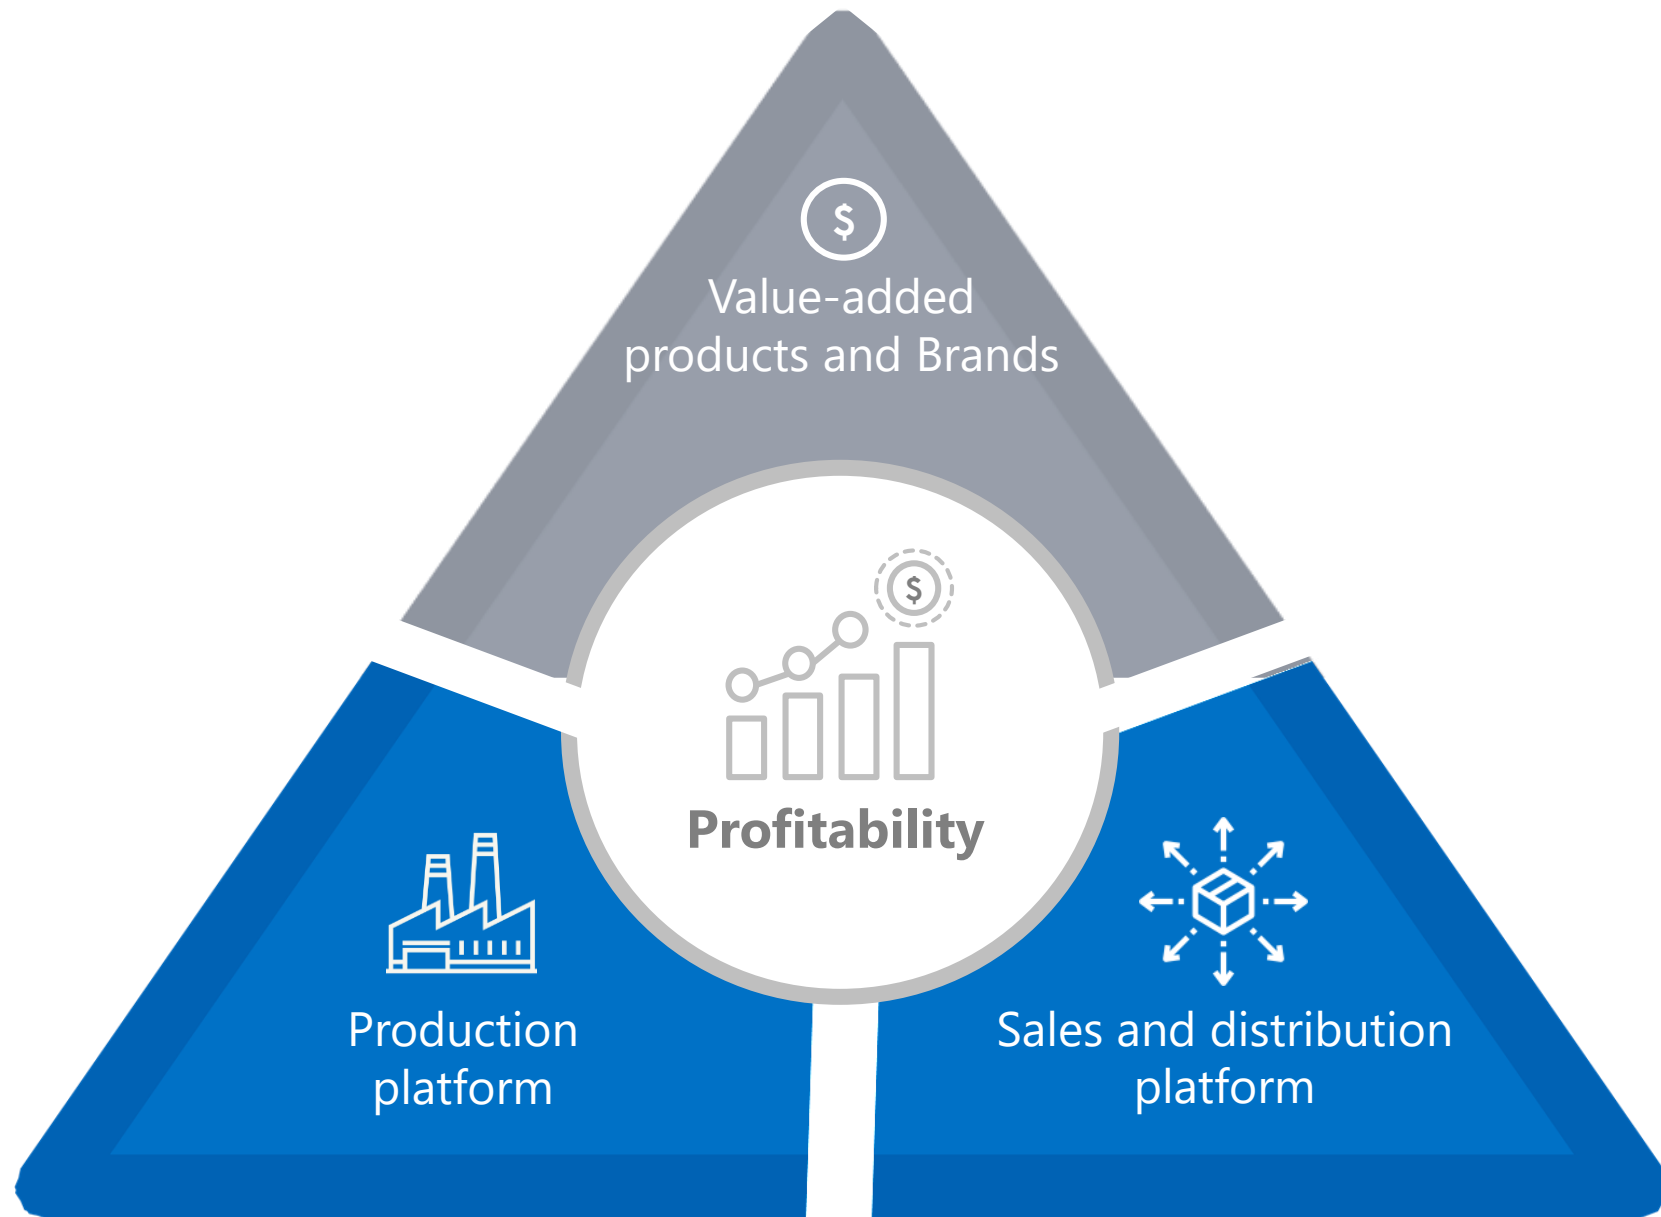 $
Value-added
products and Brands
$
Profitability
Production
platform
Sales and distribution
platform